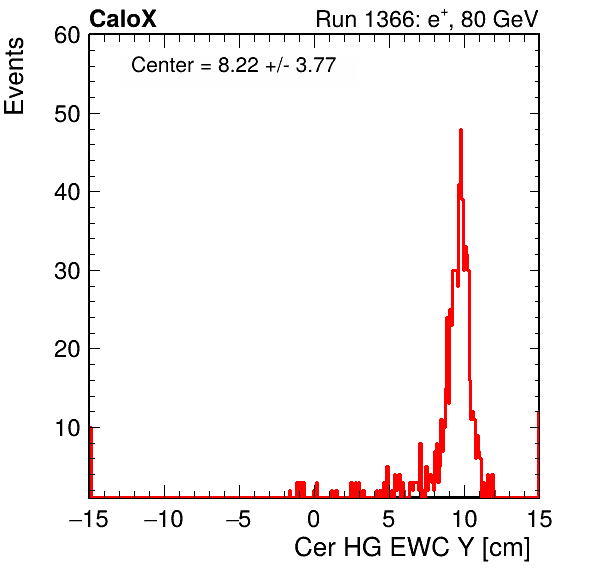 CaloX Run 1366: e+, 80 GeV
Center = 8.22 +/- 3.77
Events
60
50
40
30
20
10
−15 −10 −5 0 5 10 15
Cer HG EWC Y [cm]